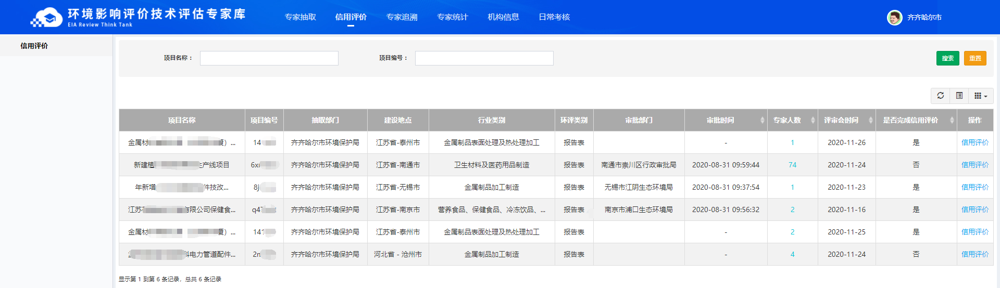 环境影响评价技术评估专家库
EIA Review Think Tank
专家抽取 信用评价 专家追溯 专家统计 机构信息 日常考核
齐齐哈尔市
信用评价
项目名称： 项目编号： 搜索 重置
项目名称 项目编号 抽取部门 建设地点 行业类别 环评类别 审批部门 审批时间 专家人数 评审会时间 是否完成信用评价 操作
金属材 厦）... 14 齐齐哈尔市环境保护局 江苏省-泰州市 金属制品表面处理及热处理加工 报告表 - 1 2020-11-26 是 信用评价
新建植 生产线项目 6x 齐齐哈尔市环境保护局 江苏省-南通市 卫生材料及医药用品制造 报告表 南通市崇川区行政审批局 2020-08-31 09:59:44 74 2020-11-24 否 信用评价
年新增 件技改... 8j 齐齐哈尔市环境保护局 江苏省-无锡市 金属制品加工制造 报告表 无锡市江阴生态环境局 2020-08-31 09:37:54 1 2020-11-23 是 信用评价
江苏 有限公司保健食... q47 齐齐哈尔市环境保护局 江苏省-南京市 营养食品、保健食品、冷冻饮品、... 报告表 南京市浦口生态环境局 2020-08-31 09:56:32 2 2020-11-16 是 信用评价
金属材 厦）... 141 齐齐哈尔市环境保护局 江苏省-泰州市 金属制品表面处理及热处理加工 报告表 - 2 2020-11-25 是 信用评价
科电力管道配件... 2n 齐齐哈尔市环境保护局 河北省 - 沧州市 金属制品加工制造 报告表 - 4 2020-11-24 否 信用评价
显示第 1 到第 6 条记录，总共 6 条记录